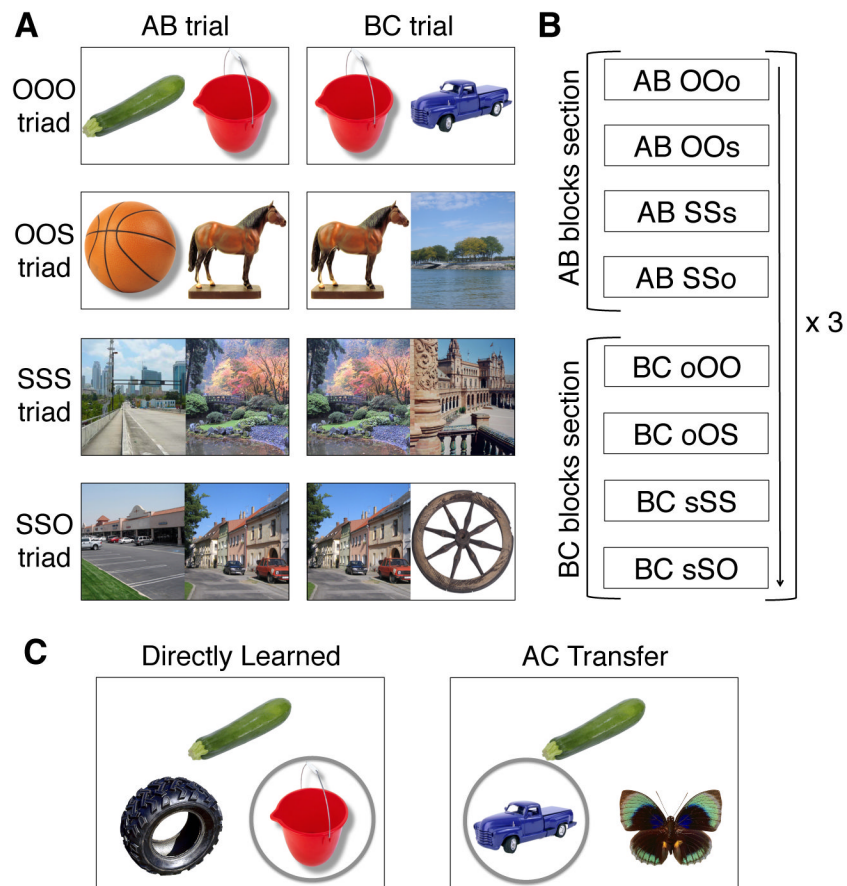 A
AB trial
BC trial
OOO
triad
OOS
triad
SSS
triad
SSO
triad
B
AB blocks section
AB OOo
AB OOs
AB SSs
AB SSo
BC blocks section
BC oOO
BC oOS
BC sSS
BC sSO
x 3
C
Directly Learned
AC Transfer